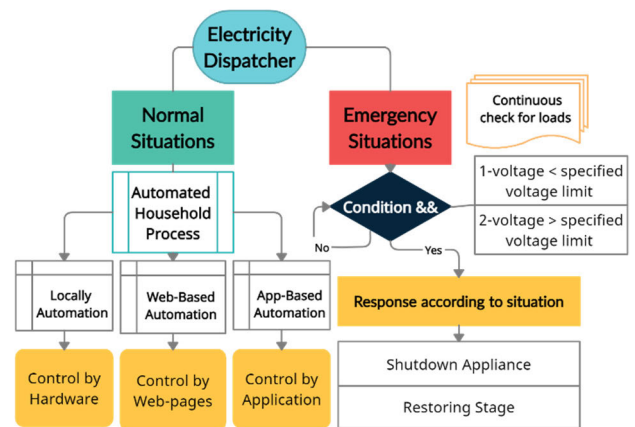 Electricity
Dispatcher
Normal
Situations
Emergency
Situations
Continuous
check for loads
Automated
Household
Process
Condition &&
1-voltage < specified
voltage limit
2-voltage > specified
voltage limit
No
Yes
Locally
Automation
Web-Based
Automation
App-Based
Automation
Response according to situation
Control by
Hardware
Control by
Web-pages
Control by
Application
Shutdown Appliance
Restoring Stage